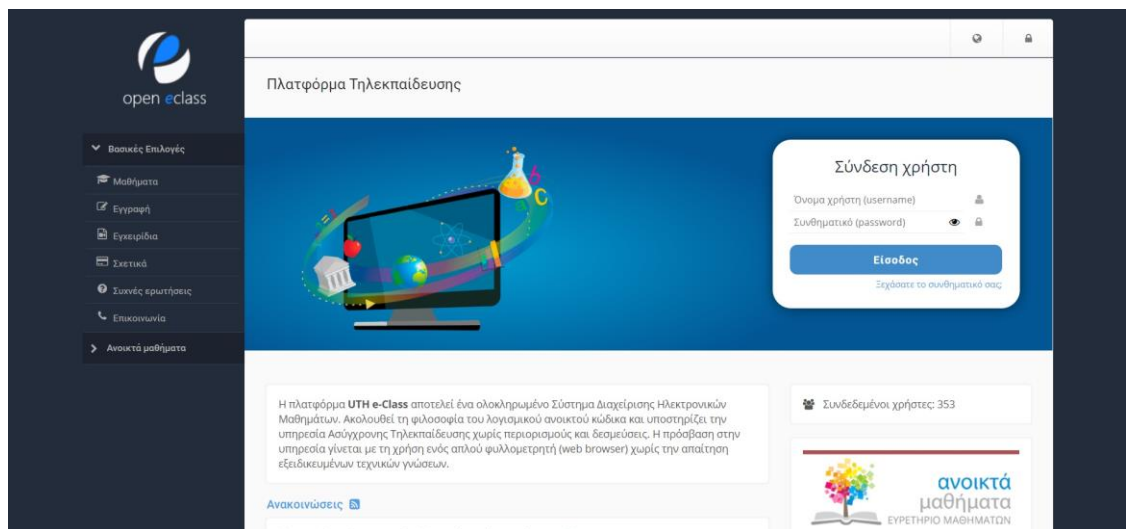 open eclass
Βασικές Επιλογές
Μαθήματα
Εγγραφή
Εγχειρίδια
Σχετικά
Συχνές ερωτήσεις
Επικοινωνία
Ανοικτά μαθήματα
Πλατφόρμα Τηλεκπαίδευσης
a
b
C
Σύνδεση χρήστη
Όνομα χρήστη (username)
Συνθηματικό (password)
Είσοδος
Ξεχάσατε το συνθηματικό σας;
Η πλατφόρμα UTH e-Class αποτελεί ένα ολοκληρωμένο Σύστημα Διαχείρισης Ηλεκτρονικών
Μαθημάτων. Ακολουθεί τη φιλοσοφία του λογισμικού ανοικτού κώδικα και υποστηρίζει την
υπηρεσία Ασύγχρονης Τηλεκπαίδευσης χωρίς περιορισμούς και δεσμεύσεις. Η πρόσβαση στην
υπηρεσία γίνεται με τη χρήση ενός απλού φυλλομετρητή (web browser) χωρίς την απαίτηση
εξειδικευμένων τεχνικών γνώσεων.
Ανακοινώσεις
Συνδεδεμένοι χρήστες: 353
ανοικτά
μαθήματα
ΕΥΡΕΤΗΡΙΟ ΜΑΘΗΜΑΤΩΝ